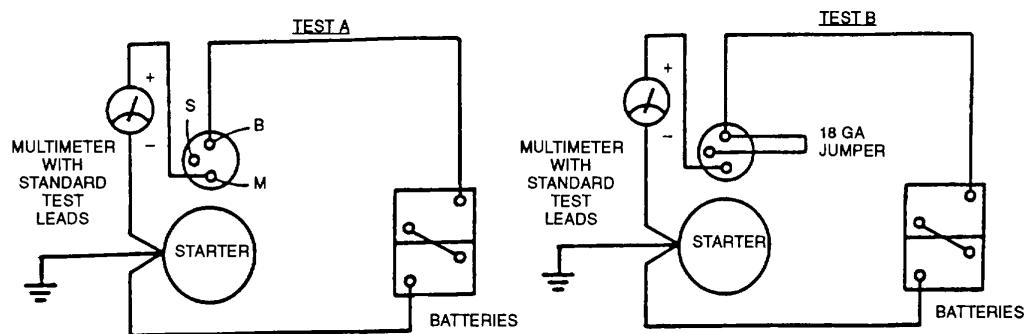 TEST A
+
S
B
−
M
MULTIMETER
WITH
STANDARD
TEST
LEADS
STARTER
BATTERIES
TEST B
+
−
18 GA
JUMPER
MULTIMETER
WITH
STANDARD
TEST
LEADS
STARTER
BATTERIES